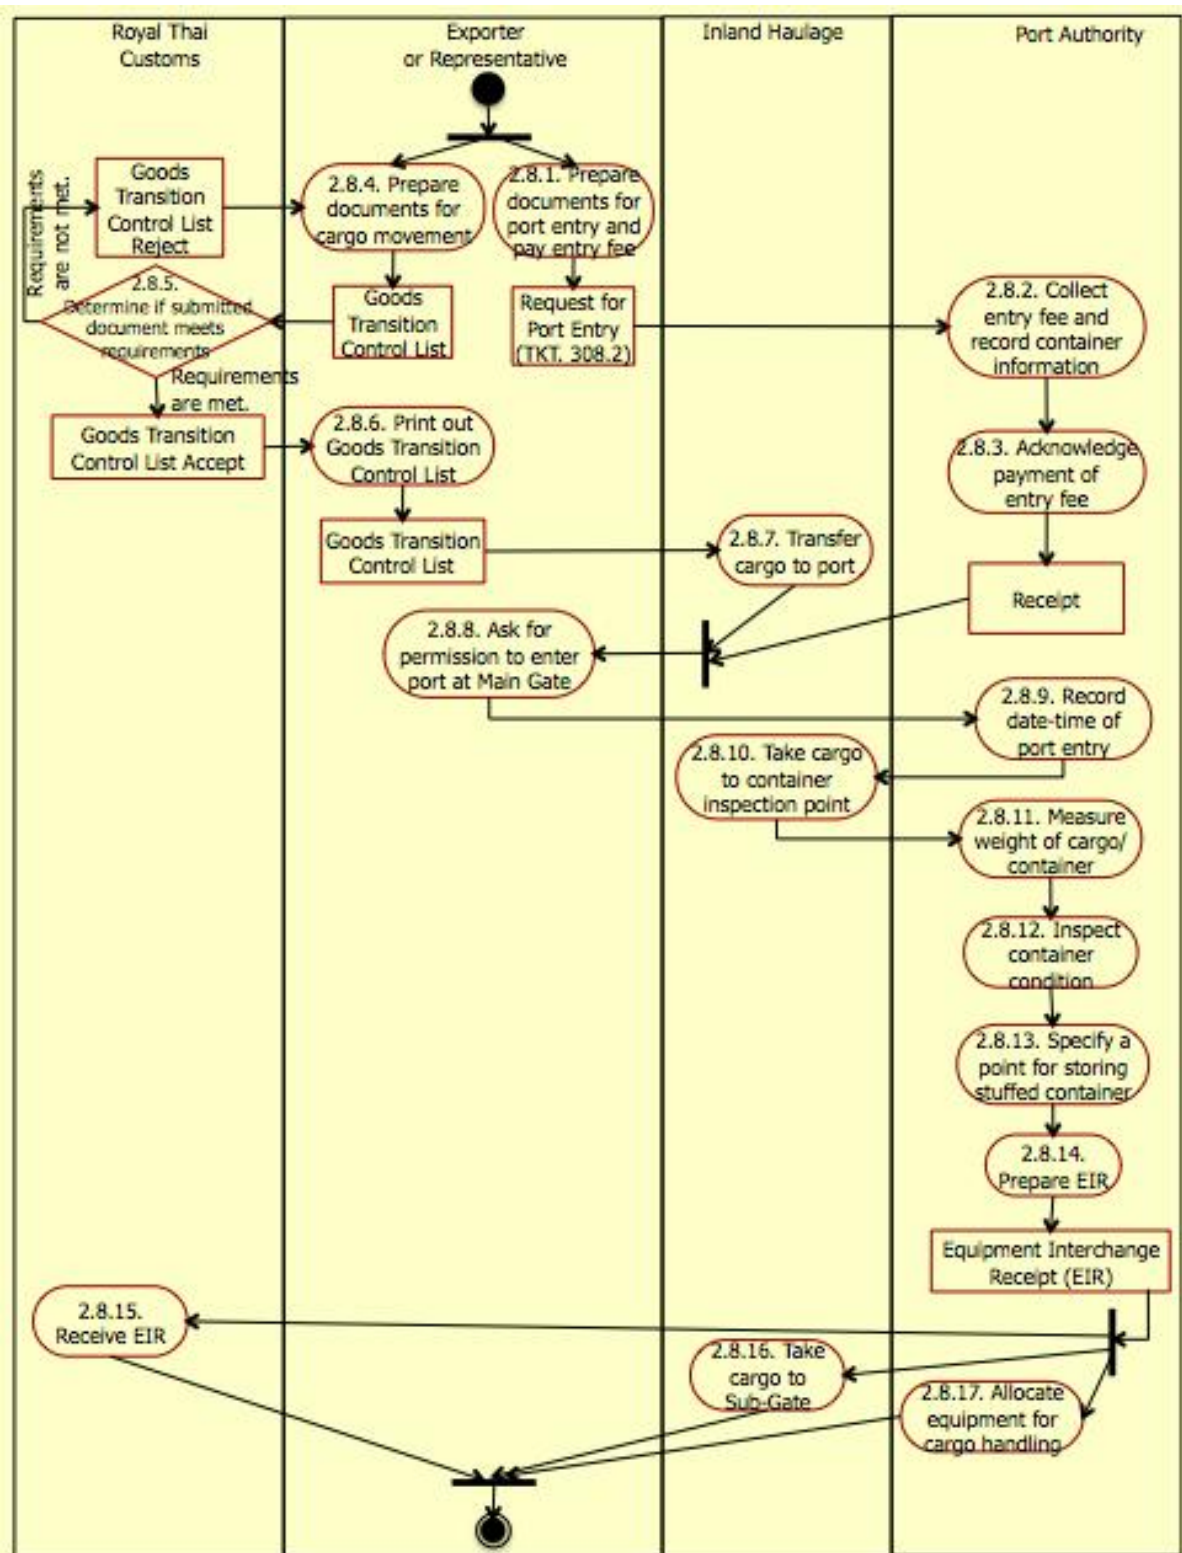 Royal Thai
Customs
Exporter
or Representative
Inland Haulage
Port Authority
Requirements
are not met.
Goods
Transition
Control List
Reject
2.8.4. Prepare
documents for
cargo movement
2.8.1. Prepare
documents for
port entry and
pay entry fee
2.8.5.
Determine if submitted
document meets
requirements
Goods
Transition
Control List
Request for
Port Entry
(TKT. 308.2)
2.8.2. Collect
entry fee and
record container
information
Requirements
are met.
Goods Transition
Control List Accept
2.8.6. Print out
Goods Transition
Control List
2.8.3. Acknowledge
payment of
entry fee
Goods Transition
Control List
2.8.7. Transfer
cargo to port
Receipt
2.8.8. Ask for
permission to enter
port at Main Gate
2.8.9. Record
date-time of
port entry
2.8.10. Take cargo
to container
inspection point
2.8.11. Measure
weight of cargo/
container
2.8.12. Inspect
container
condition
2.8.13. Specify a
point for storing
stuffed container
2.8.14.
Prepare EIR
Equipment Interchange
Receipt (EIR)
2.8.15.
Receive EIR
2.8.16. Take
cargo to
Sub-Gate
2.8.17. Allocate
equipment for
cargo handling